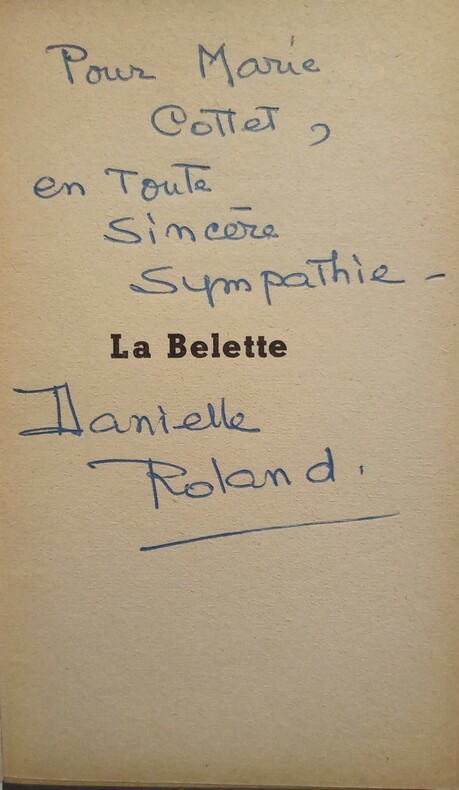 Pour Marie
Cottet,
en Toute
Sincère
Sympathie -
La Belette
Danielle
Roland.